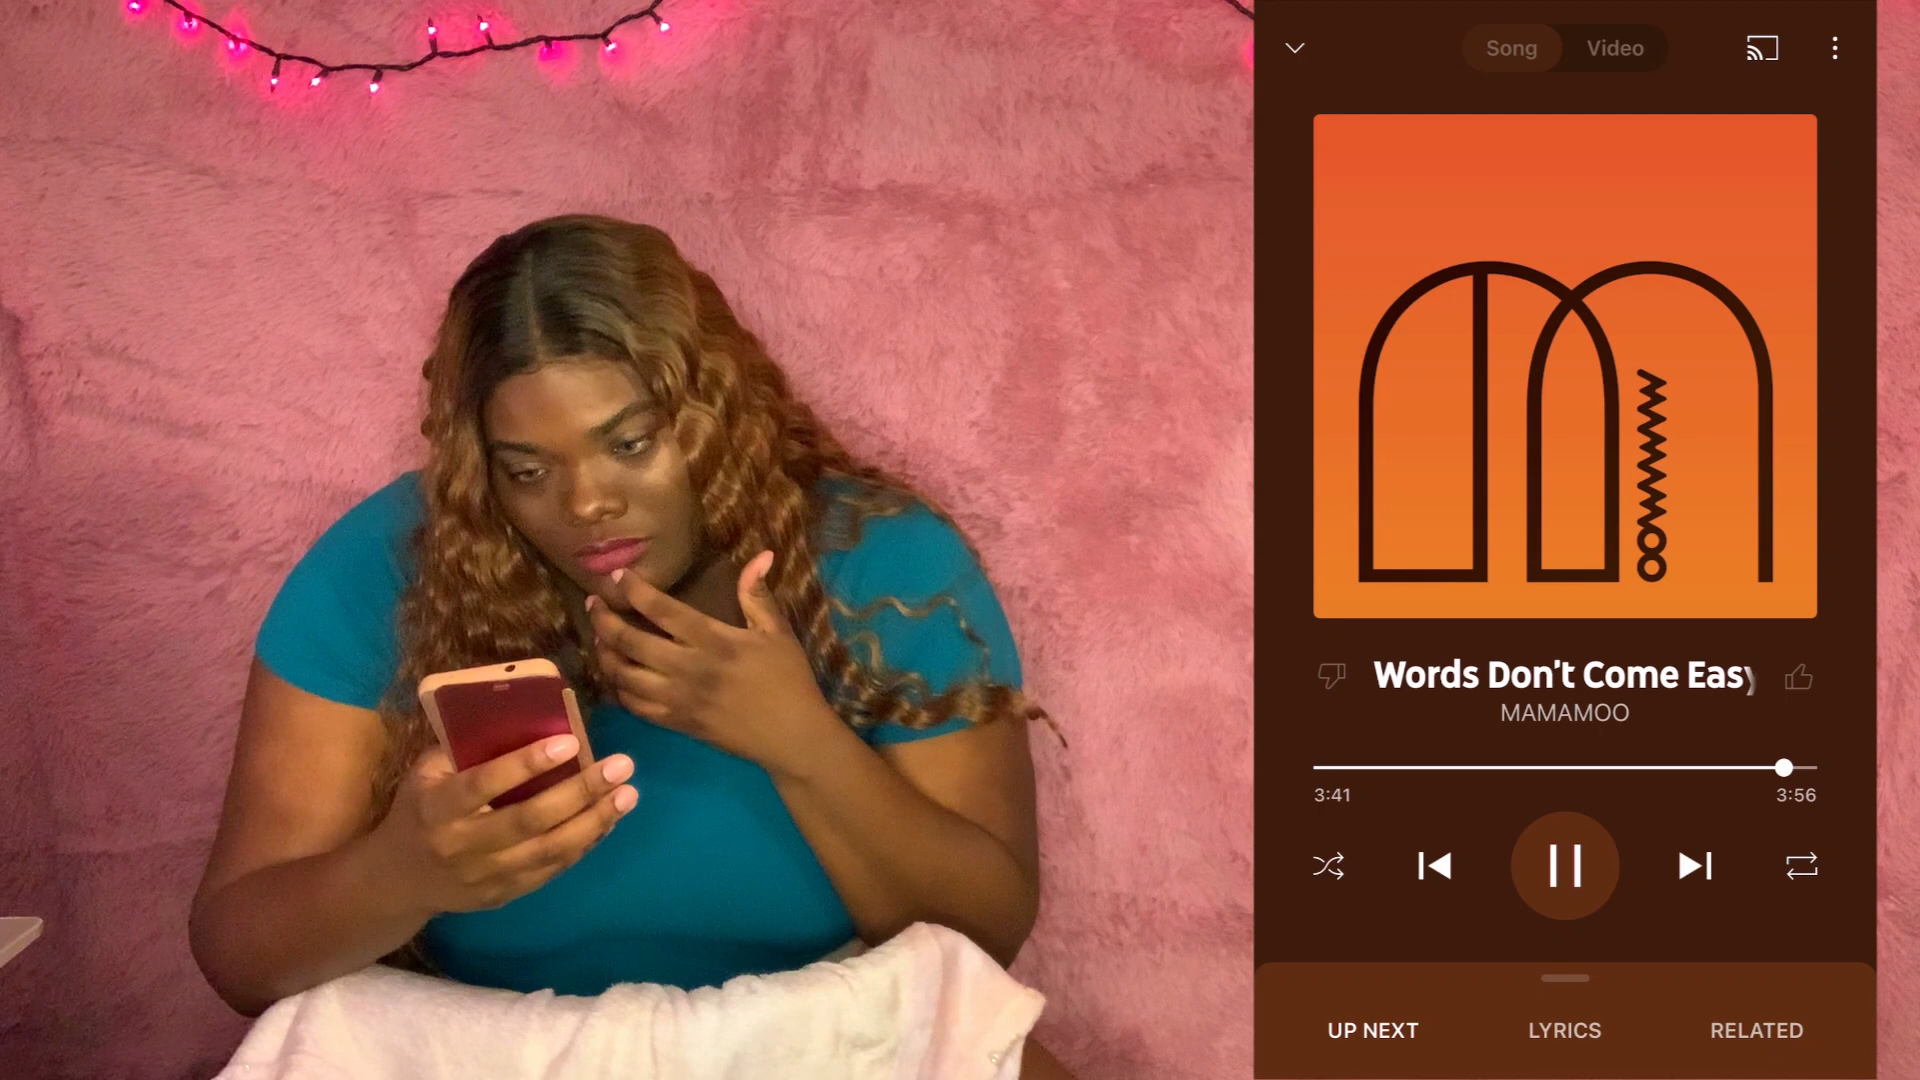 Song
Video
Words Don't Come Easy
MAMAMOO
3:41
3:56
UP NEXT
LYRICS
RELATED